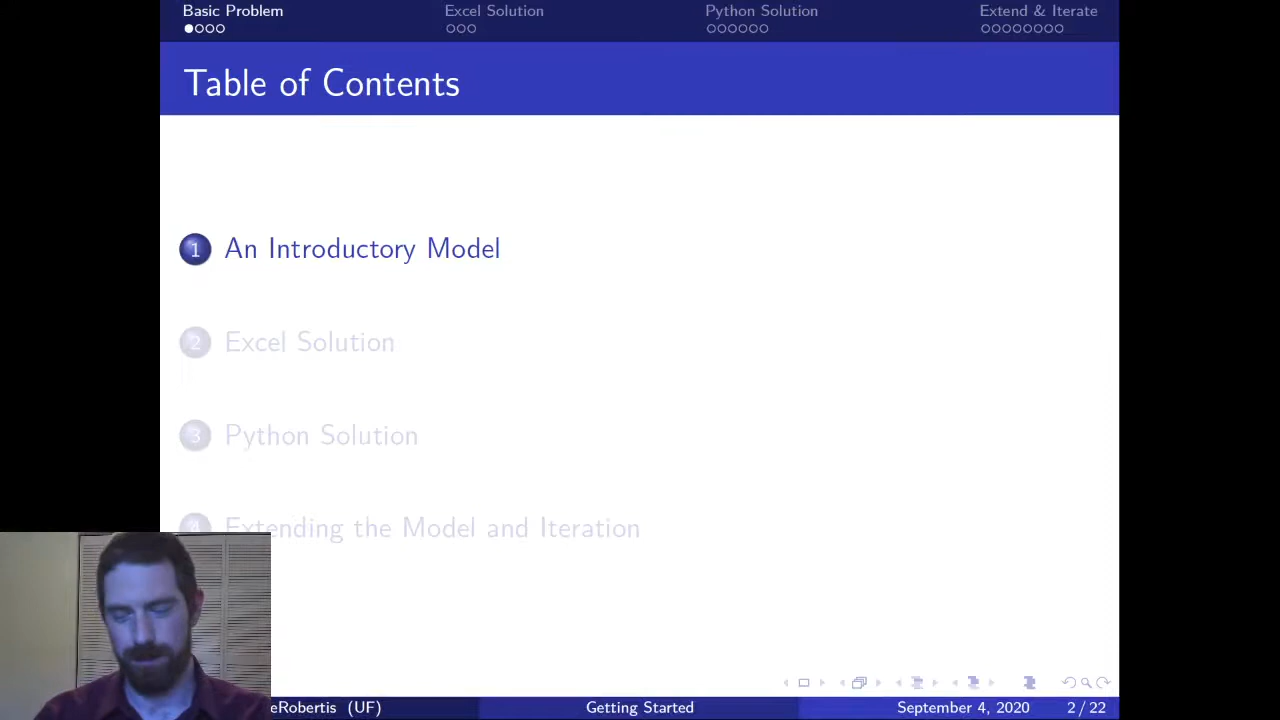 Basic Problem Excel Solution Python Solution Extend & Iterate
Table of Contents
1 An Introductory Model
2 Excel Solution
3 Python Solution
Extending the Model and Iteration
eRobertis (UF) Getting Started September 4, 2020 2 / 22